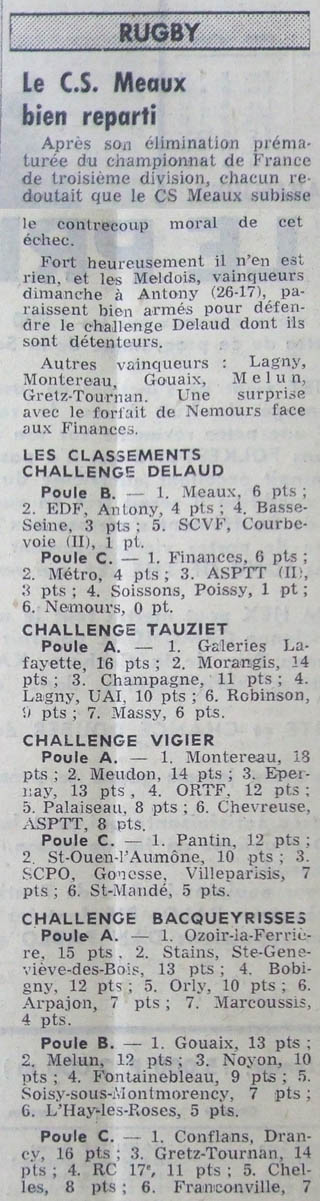 RUGBY
Le C.S. Meaux
bien reparti
Après son élimination préma-
turée du championnat de France
de troisième division, chacun re-
doutait que le CS Meaux subisse
le contrecoup moral de cet
échec.
Fort heureusement il n'en est
rien, et les Meldois, vainqueurs
dimanche à Antony (26-17), pa-
raissent bien armés pour défen-
dre le challenge Delaud dont ils
sont détenteurs.
Autres vainqueurs : Lagny,
Montereau, Gouaix, Melun,
Gretz-Tournan. Une surprise
avec le forfait de Nemours face
aux Finances.
LES CLASSEMENTS
CHALLENGE DELAUD
Poule B. — 1. Meaux, 6 pts ;
2. EDF, Antony, 4 pts ; 4. Basse-
Seine, 3 pts ; 5. SCVF, Courbe-
voie (II), 1 pt.
Poule C. — 1. Finances, 6 pts ;
2. Métro, 4 pts ; 3. ASPTT (II),
3 pts ; 4. Soissons, Poissy, 1 pt ;
6. Nemours, 0 pt.
CHALLENGE TAUZIET
Poule A. — 1. Galeries La-
fayette, 16 pts ; 2. Morangis, 14
pts ; 3. Champagne, 11 pts ; 4.
Lagny, UAI, 10 pts ; 6. Robinson,
9 pts ; 7. Massy, 6 pts.
CHALLENGE VIGIER
Poule A. — 1. Montereau, 18
pts ; 2. Meudon, 14 pts ; 3. Eper-
nay, 13 pts , 4. ORTF, 12 pts ;
5. Palaiseau, 8 pts ; 6. Chevreuse,
ASPTT, 8 pts.
Poule C. — 1. Pantin, 12 pts ;
2. St-Ouen-l'Aumône, 10 pts ; 3.
SCPO, Gonesse, Villeparisis, 7
pts ; 6. St-Mandé, 5 pts.
CHALLENGE BACQUEYRISSES
Poule A. — 1. Ozoir-la-Ferriè-
re, 15 pts . 2. Stains, Ste-Gene-
viève-des-Bois, 13 pts ; 4. Bobi-
gny, 12 pts ; 5. Orly, 10 pts ; 6.
Arpajon, 7 pts ; 7. Marcoussis,
4 pts.
Poule B. — 1. Gouaix, 13 pts ;
2. Melun, 12 pts ; 3. Noyon, 10
pts ; 4. Fontainebleau, 9 pts ; 5.
Soisy-sous-Montmorency, 7 pts ;
6. L'Hay-les-Roses, 5 pts.
Poule C. — 1. Conflans, Dran-
cy, 16 pts ; 3. Gretz-Tournan, 14
pts ; 4. RC 17e, 11 pts ; 5. Chel-
les, 8 pts ; 6. Franconville, 7